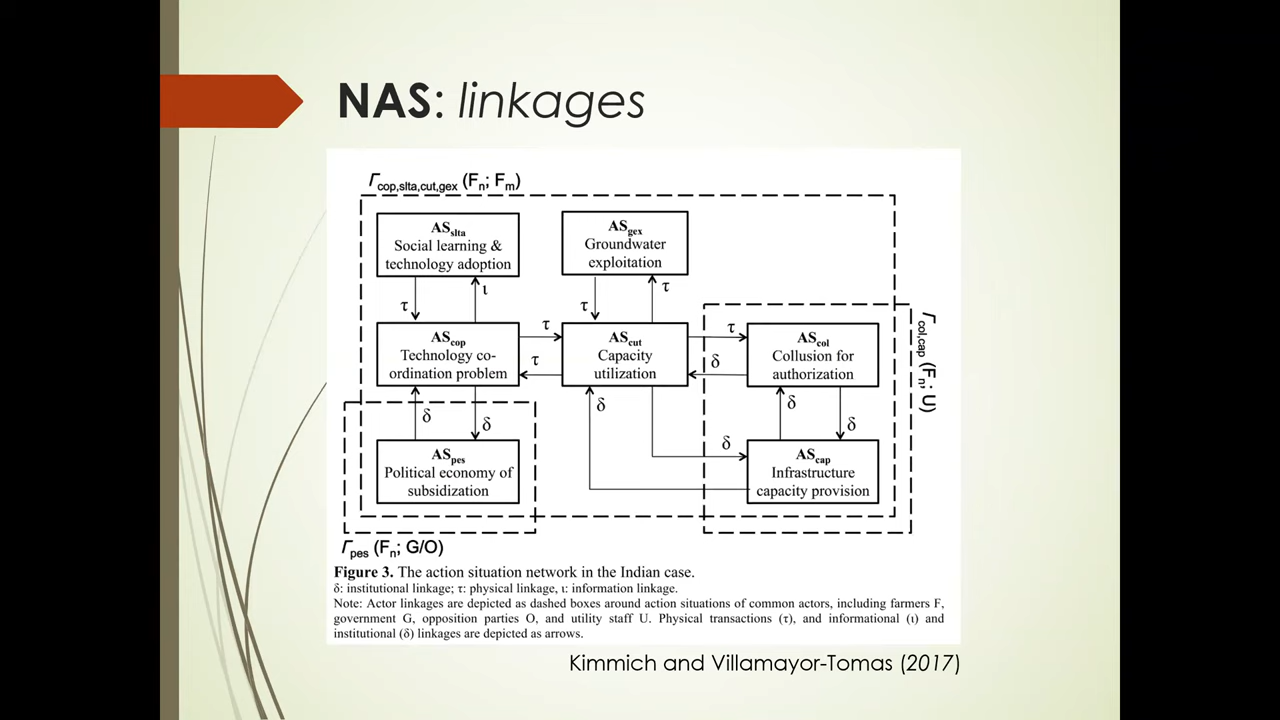 NAS: linkages
Γcop,slta,cut,gex (Fn; Fm)
ASslta
Social learning &
technology adoption
ASgex
Groundwater
exploitation
τ
ι
τ
τ
AScop
Technology co-
ordination problem
τ
τ
AScut
Capacity
utilization
τ
δ
AScol
Collusion for
authorization
Γcol,cap (Fn; U)
δ
δ
δ
δ
δ
δ
ASpes
Political economy of
subsidization
AScap
Infrastructure
capacity provision
Γpes (Fn; G/O)
Figure 3. The action situation network in the Indian case.
δ: institutional linkage; τ: physical linkage, ι: information linkage.
Note: Actor linkages are depicted as dashed boxes around action situations of common actors, including farmers F,
government G, opposition parties O, and utility staff U. Physical transactions (τ), and informational (ι) and
institutional (δ) linkages are depicted as arrows.
Kimmich and Villamayor-Tomas (2017)